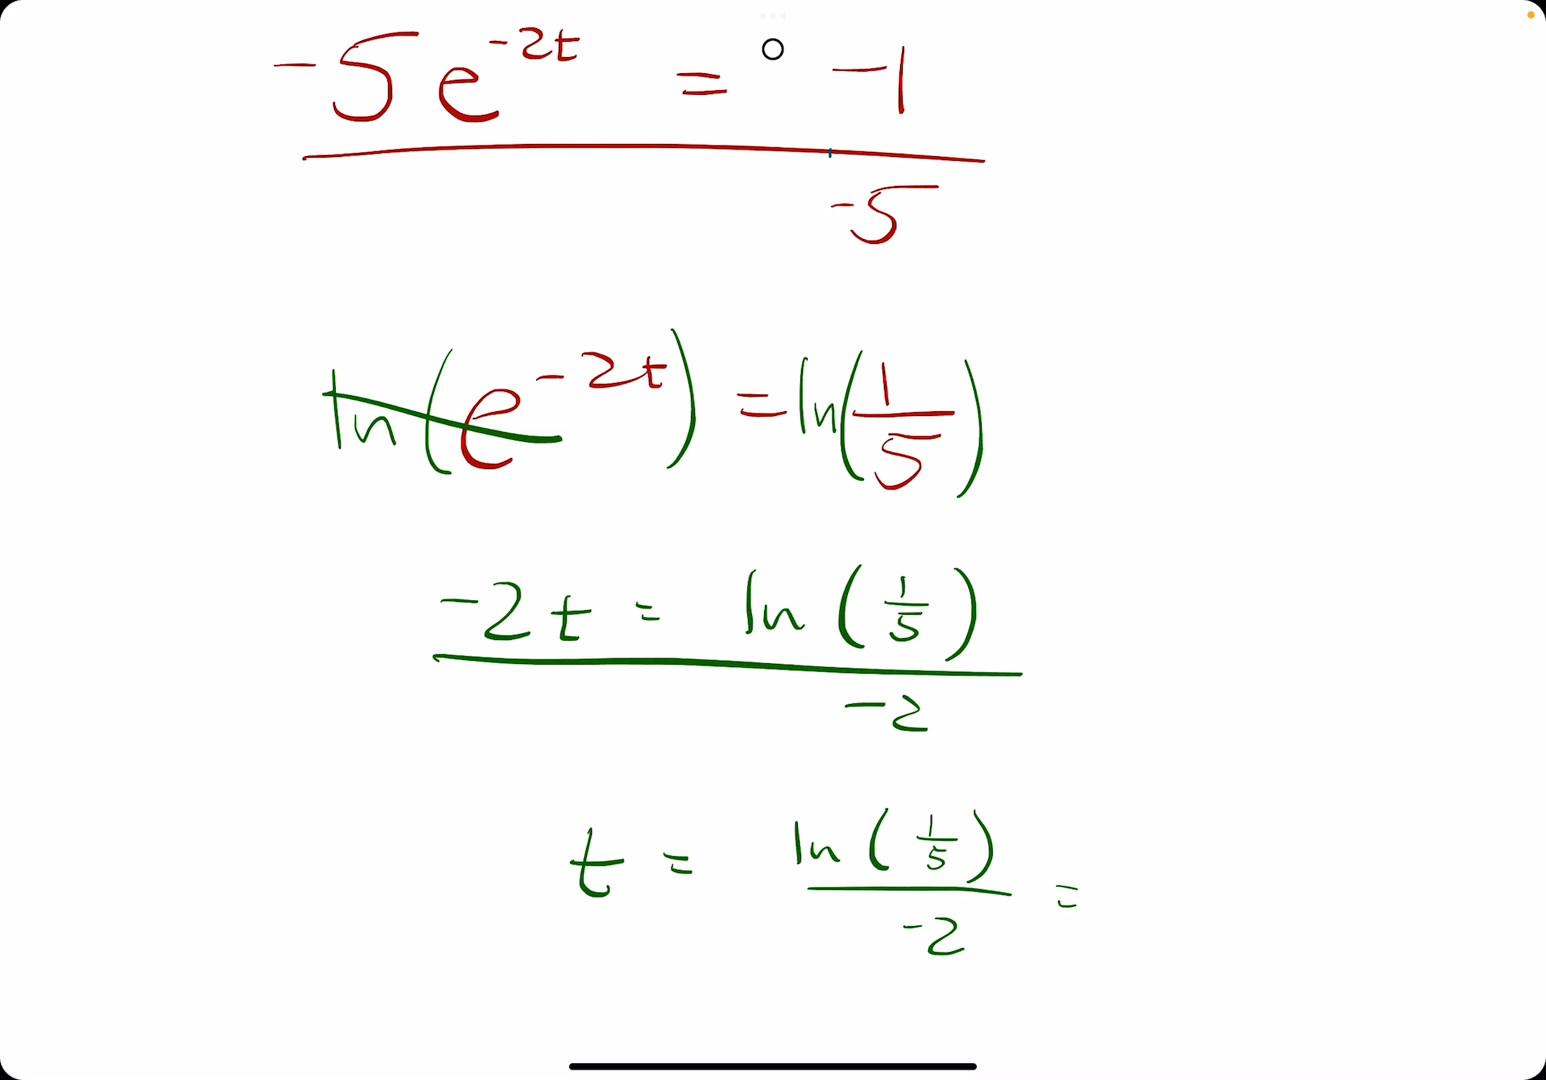 -5e^{-2t} = -1
-5
ln(e^{-2t}) = ln(1/5)
-2t = ln(1/5)
-2
t = ln(1/5)/-2 =